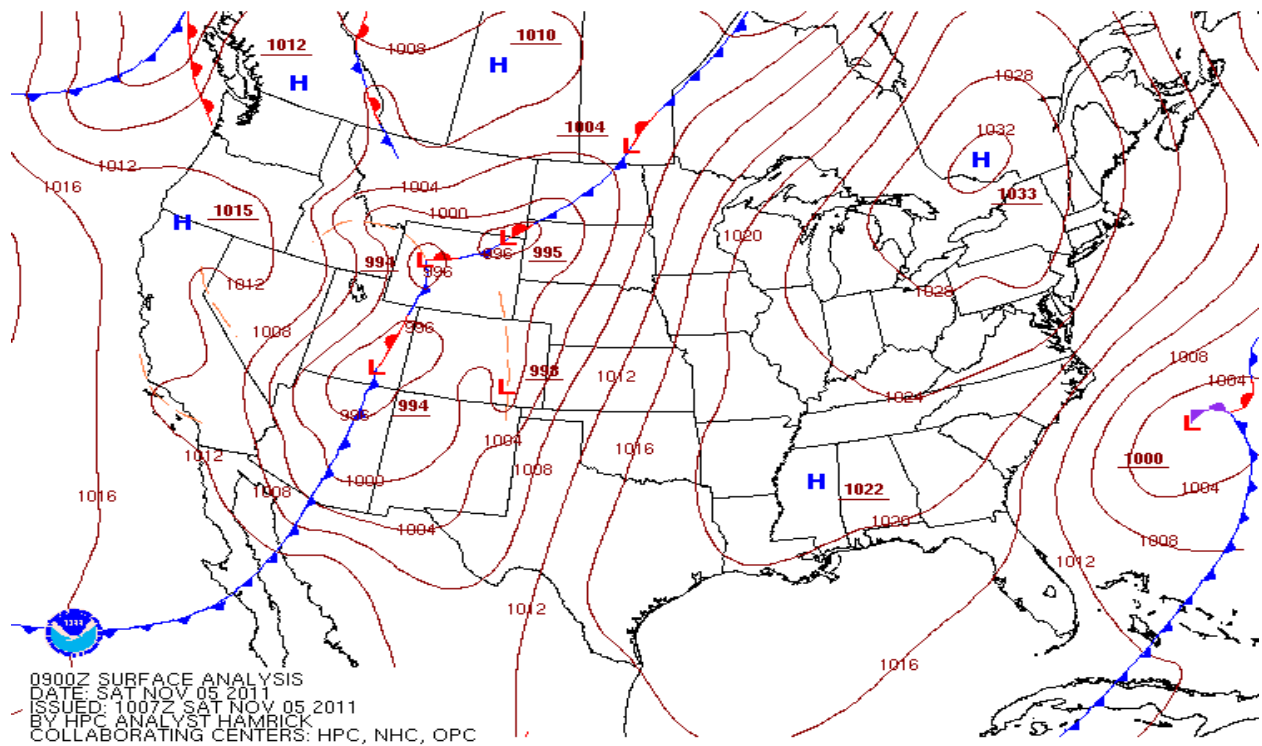 1012
1010
1008
1028
1032
1004
1012
1016
1004
1033
1000
1015
1020
994
996
995
996
1012
1028
1008
996
1008
1004
998
1012
994
1024
996
1004
1012
1016
1000
1008
1000
1022
1008
1004
1016
1020
1004
1008
1012
1012
1016
0900Z SURFACE ANALYSIS
DATE: SAT NOV 05 2011
ISSUED: 1007Z SAT NOV 05 2011
BY HPC ANALYST HAMRICK
COLLABORATING CENTERS: HPC, NHC, OPC
H
H
H
H
H
L
L
L
L
L
L